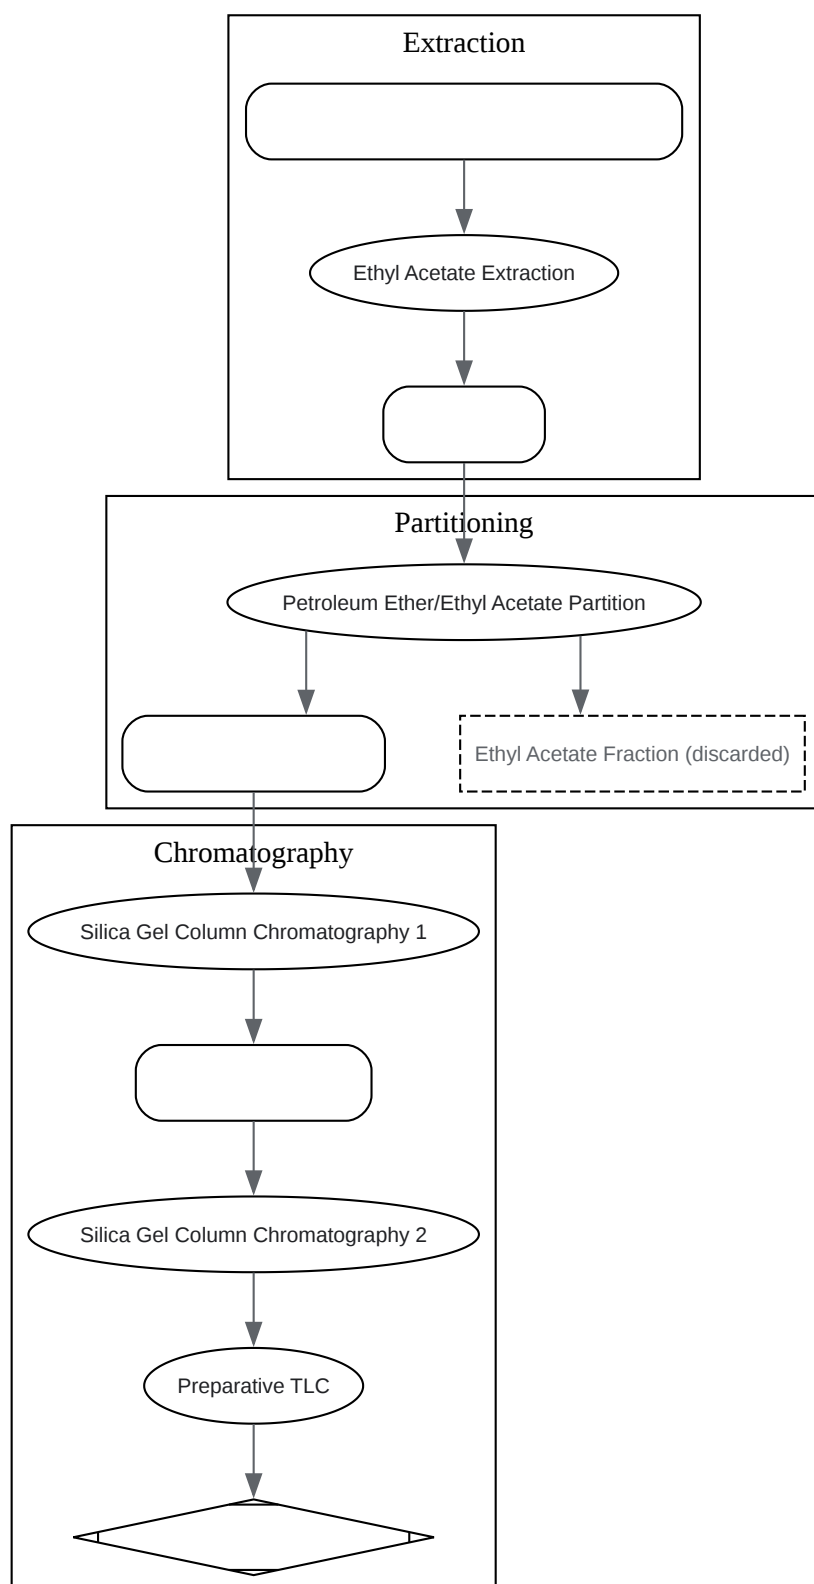 Extraction
Ethyl Acetate Extraction
Partitioning
Petroleum Ether/Ethyl Acetate Partition
Ethyl Acetate Fraction (discarded)
Chromatography
Silica Gel Column Chromatography 1
Silica Gel Column Chromatography 2
Preparative TLC